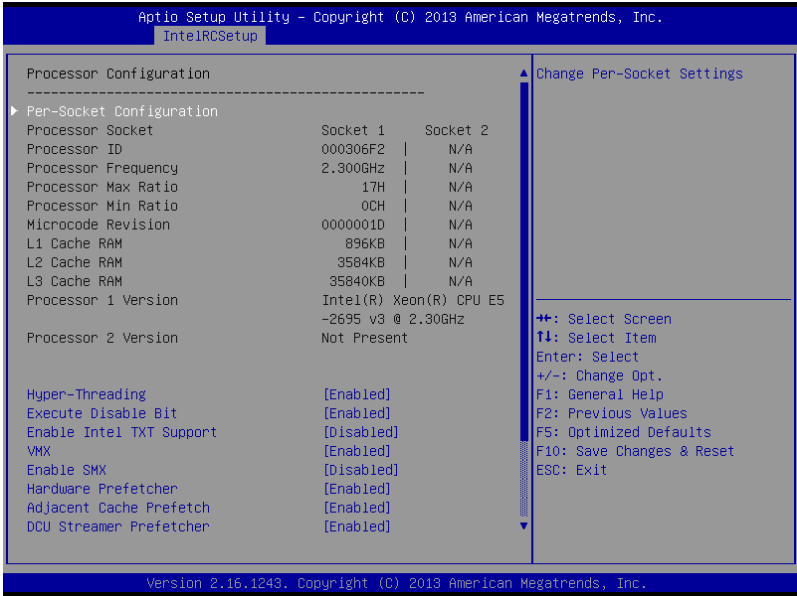 Aptio Setup Utility – Copyright (C) 2013 American Megatrends, Inc.
IntelRCSetup
Processor Configuration
--------------------------------------------------
Per-Socket Configuration
Processor Socket Socket 1 Socket 2
Processor ID 000306F2 | N/A
Processor Frequency 2.300GHz | N/A
Processor Max Ratio 17H | N/A
Processor Min Ratio 0CH | N/A
Microcode Revision 0000001D | N/A
L1 Cache RAM 896KB | N/A
L2 Cache RAM 3584KB | N/A
L3 Cache RAM 35840KB | N/A
Processor 1 Version Intel(R) Xeon(R) CPU E5
-2695 v3 @ 2.30GHz
Processor 2 Version Not Present
Hyper-Threading [Enabled]
Execute Disable Bit [Enabled]
Enable Intel TXT Support [Disabled]
VMX [Enabled]
Enable SMX [Disabled]
Hardware Prefetcher [Enabled]
Adjacent Cache Prefetch [Enabled]
DCU Streamer Prefetcher [Enabled]
Change Per-Socket Settings
→←: Select Screen
↑↓: Select Item
Enter: Select
+/-: Change Opt.
F1: General Help
F2: Previous Values
F5: Optimized Defaults
F10: Save Changes & Reset
ESC: Exit
Version 2.16.1243. Copyright (C) 2013 American Megatrends, Inc.